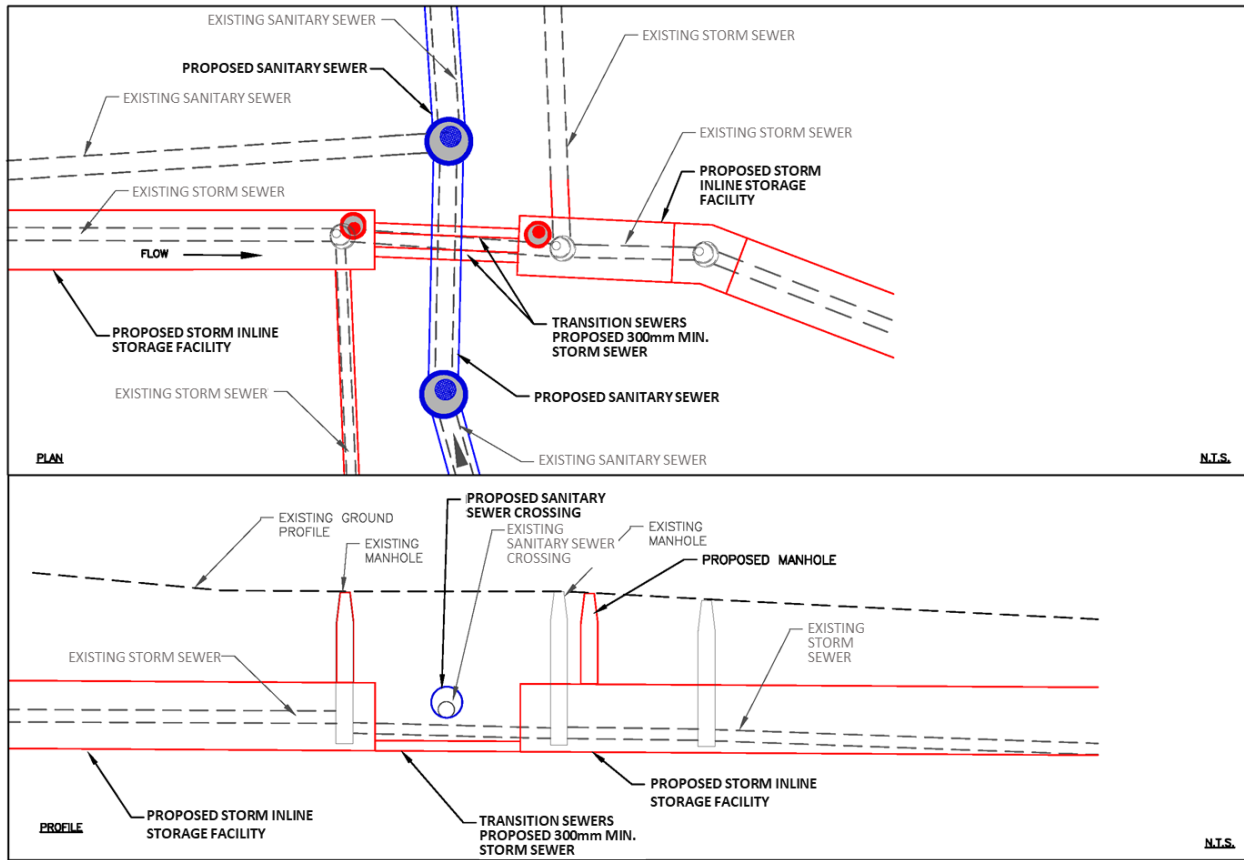 EXISTING SANITARY SEWER
EXISTING STORM SEWER
PROPOSED SANITARY SEWER
EXISTING SANITARY SEWER
EXISTING STORM SEWER
PROPOSED STORM
INLINE STORAGE
FACILITY
EXISTING STORM SEWER
FLOW
PROPOSED STORM INLINE
STORAGE FACILITY
TRANSITION SEWERS
PROPOSED 300mm MIN.
STORM SEWER
EXISTING STORM SEWER
PROPOSED SANITARY SEWER
EXISTING SANITARY SEWER
PLAN
N.T.S.
PROPOSED SANITARY
SEWER CROSSING
EXISTING GROUND
PROFILE
EXISTING
MANHOLE
EXISTING
SANITARY SEWER
CROSSING
EXISTING
MANHOLE
PROPOSED MANHOLE
EXISTING STORM SEWER
EXISTING
STORM
SEWER
PROPOSED STORM INLINE
STORAGE FACILITY
TRANSITION SEWERS
PROPOSED 300mm MIN.
STORM SEWER
PROPOSED STORM INLINE
STORAGE FACILITY
PROFILE
N.T.S.